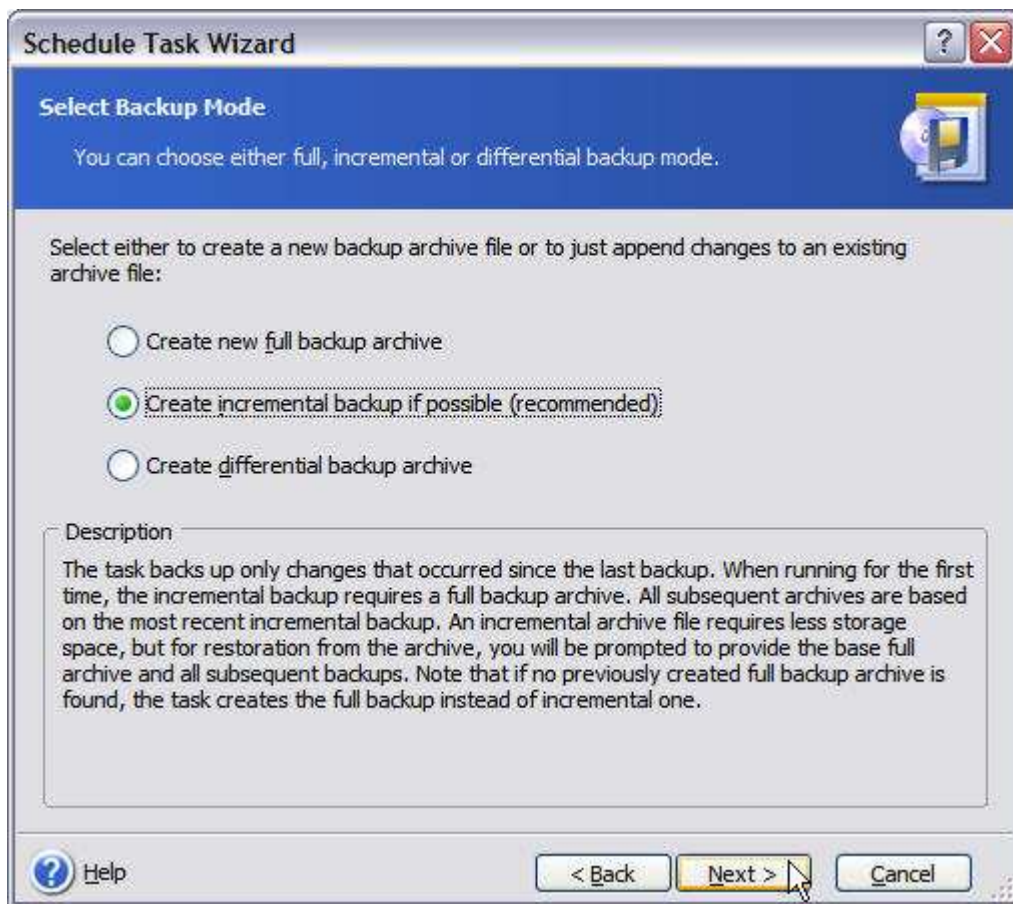 Schedule Task Wizard
Select Backup Mode
You can choose either full, incremental or differential backup mode.
Select either to create a new backup archive file or to just append changes to an existing
archive file:
Create new full backup archive
Create incremental backup if possible (recommended)
Create differential backup archive
Description
The task backs up only changes that occurred since the last backup. When running for the first
time, the incremental backup requires a full backup archive. All subsequent archives are based
on the most recent incremental backup. An incremental archive file requires less storage
space, but for restoration from the archive, you will be prompted to provide the base full
archive and all subsequent backups. Note that if no previously created full backup archive is
found, the task creates the full backup instead of incremental one.
Help
< Back
Next >
Cancel